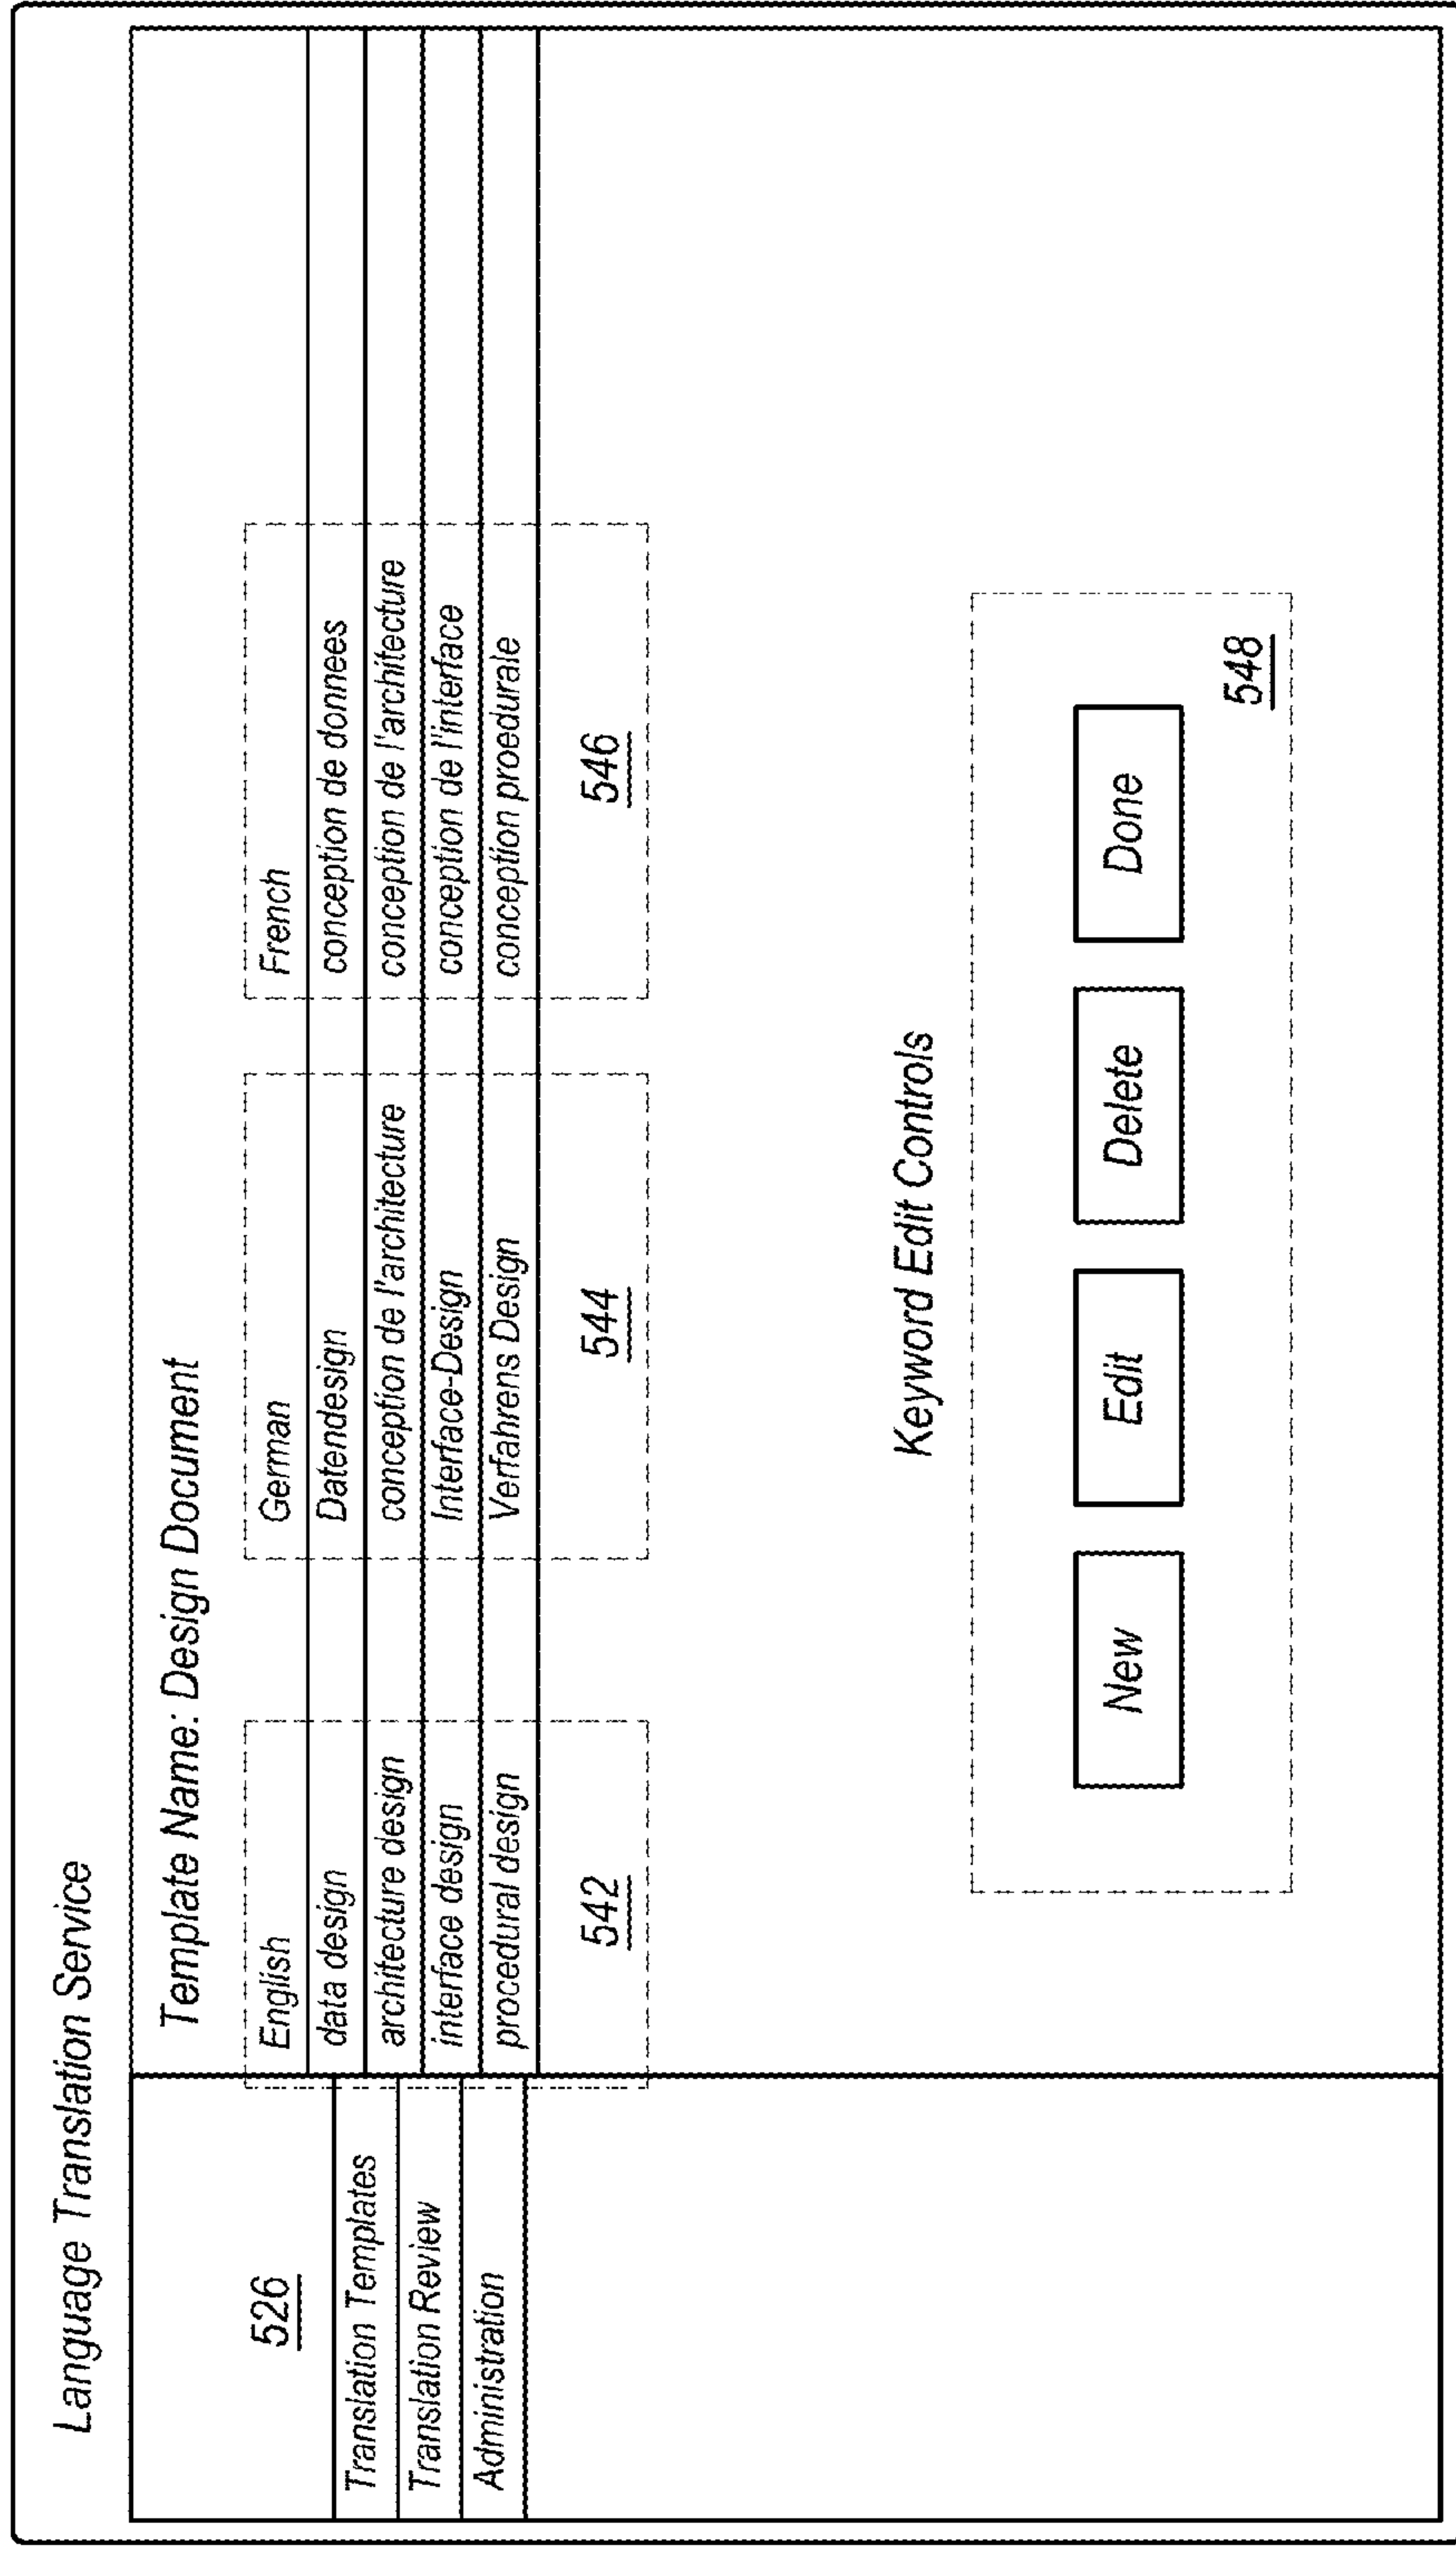 Language Translation Service
526
Translation Templates
Translation Review
Administration
Template Name: Design Document
English German French
data design Datendesign conception de donnees
architecture design conception de l'architecture conception de l'architecture
interface design Interface-Design conception de l'interface
procedural design Verfahrens Design conception proedurale
542 544 546
Keyword Edit Controls
New Edit Delete Done
548